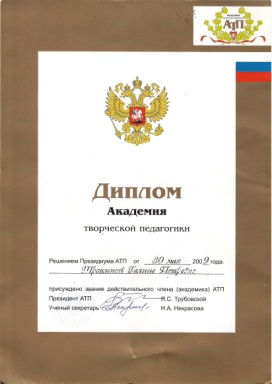 АТП
Диплом
Академия
творческой педагогики
Решением Президиума АТП от 30 мая 2009 года.
присуждено звание действительного члена (академика) АТП
Президент АТП Я.С. Трубовской
Ученый секретарь Н.А. Некрасова